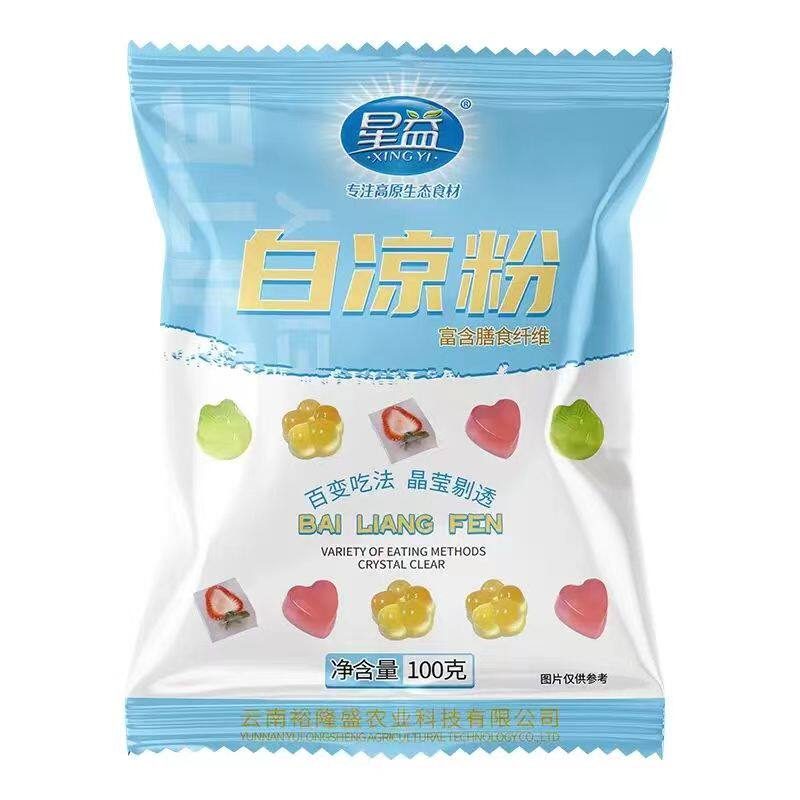 星益
®
·XING YI·
专注高原生态食材
白凉粉
富含膳食纤维
百变吃法 晶莹剔透
BAI LIANG FEN
VARIETY OF EATING METHODS
CRYSTAL CLEAR
净含量 100克
图片仅供参考
云南裕隆盛农业科技有限公司
YUNNAN YULONGSHENG AGRICULTURAL TECHNOLOGY CO., LTD